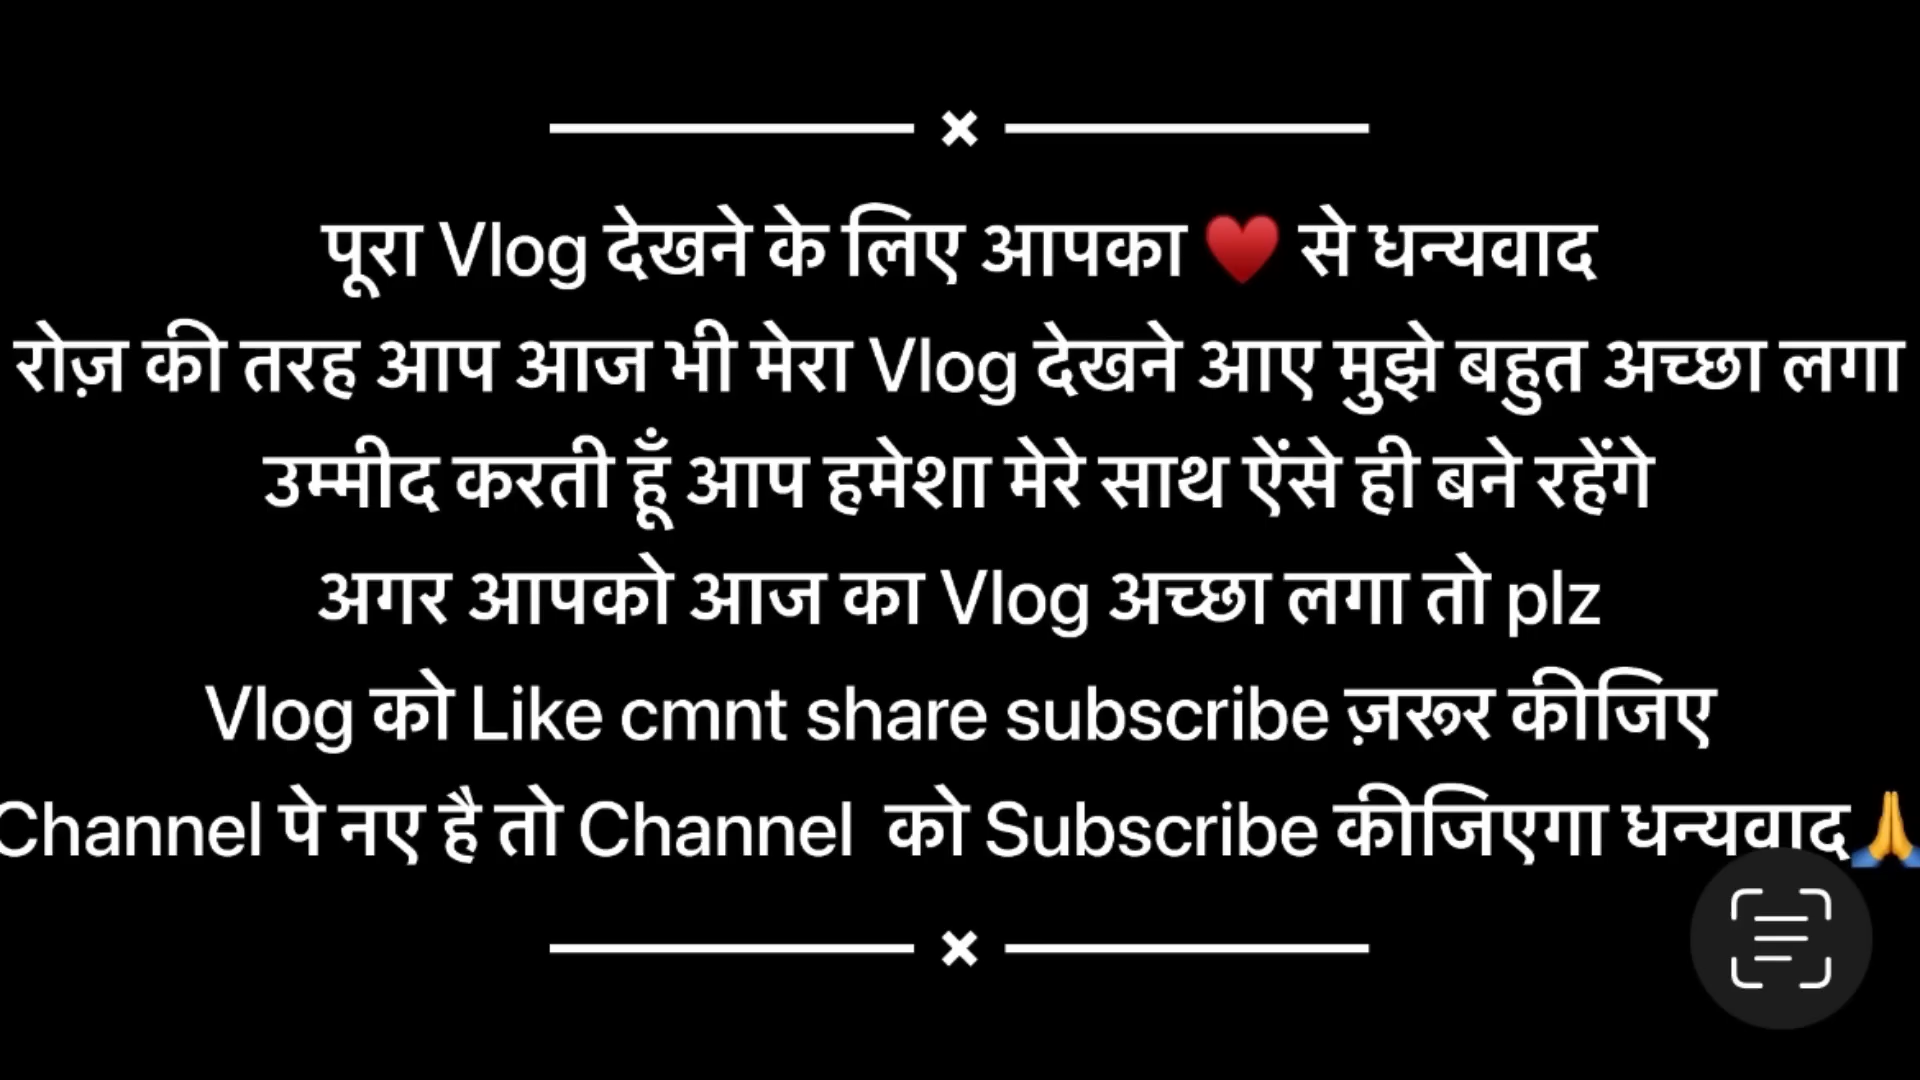 पूरा Vlog देखने के लिए आपका ♥️ से धन्यवाद
रोज़ की तरह आप आज भी मेरा Vlog देखने आए मुझे बहुत अच्छा लगा
उम्मीद करती हूँ आप हमेशा मेरे साथ ऐंसे ही बने रहेंगे
अगर आपको आज का Vlog अच्छा लगा तो plz
Vlog को Like cmnt share subscribe ज़रूर कीजिए
Channel पे नए है तो Channel को Subscribe कीजिएगा धन्यवाद🙏